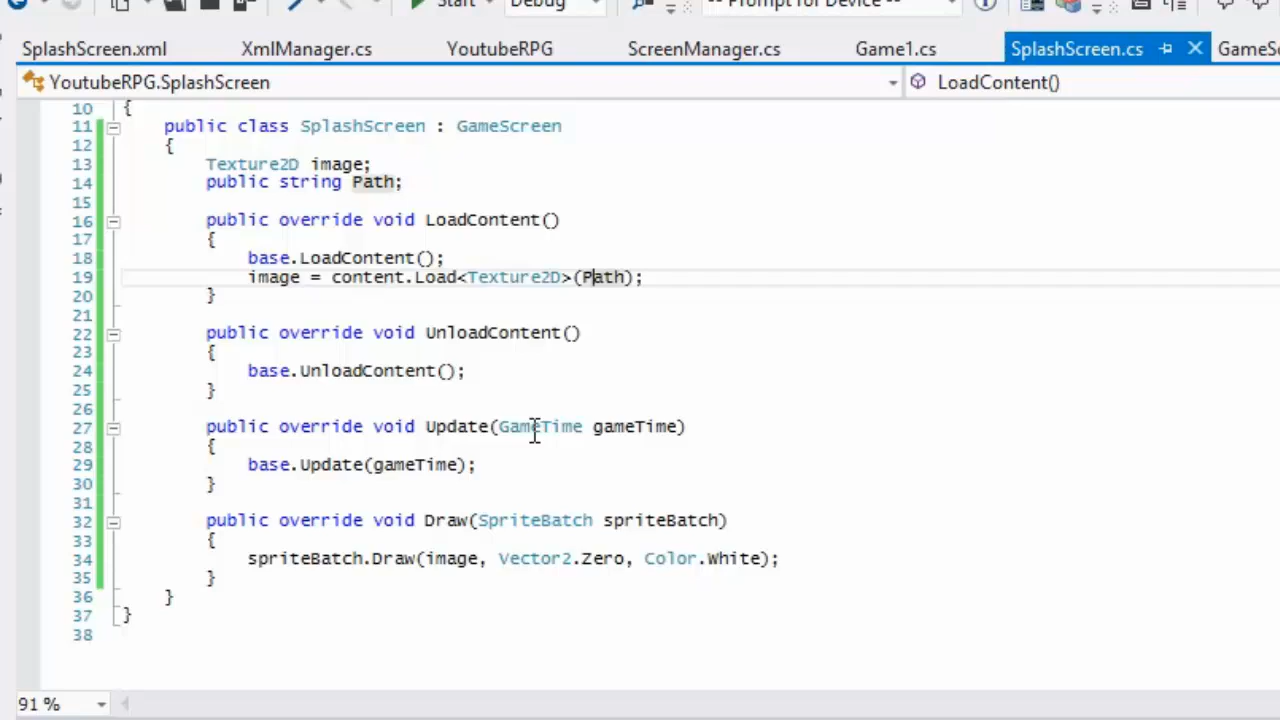 Start Debug -- Prompt for Device --
SplashScreen.xml XmlManager.cs YoutubeRPG ScreenManager.cs Game1.cs SplashScreen.cs
YoutubeRPG.SplashScreen LoadContent()
10 {
11 public class SplashScreen : GameScreen
12 {
13 Texture2D image;
14 public string Path;
15
16 public override void LoadContent()
17 {
18 base.LoadContent();
19 image = content.Load<Texture2D>(Path);
20 }
21
22 public override void UnloadContent()
23 {
24 base.UnloadContent();
25 }
26
27 public override void Update(GameTime gameTime)
28 {
29 base.Update(gameTime);
30 }
31
32 public override void Draw(SpriteBatch spriteBatch)
33 {
34 spriteBatch.Draw(image, Vector2.Zero, Color.White);
35 }
36 }
37 }
38
91 %